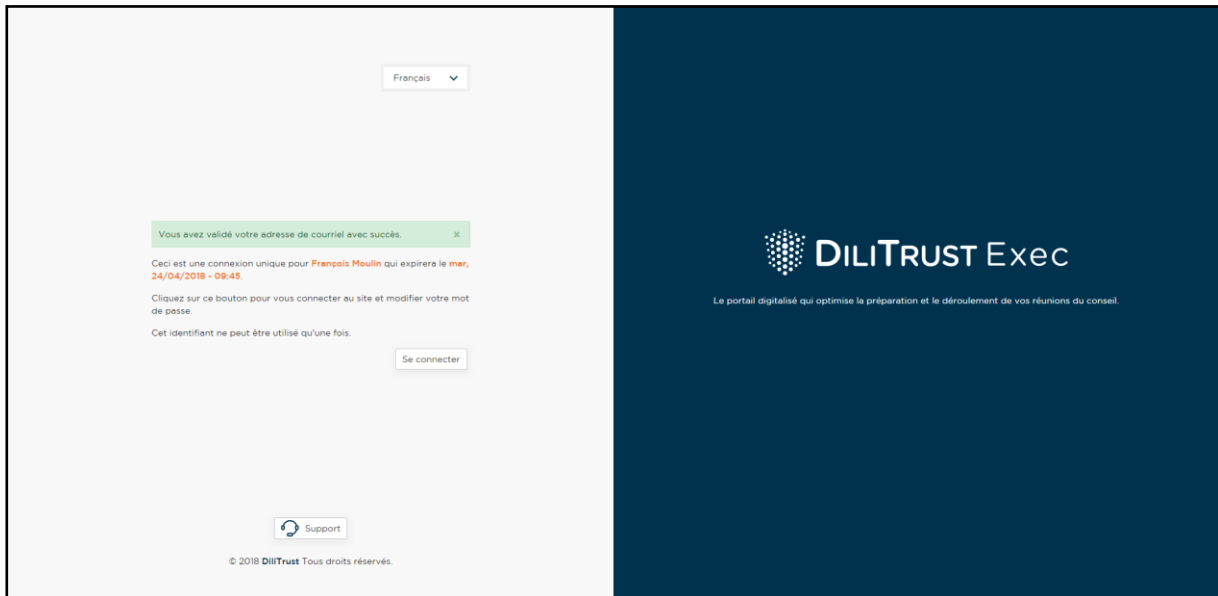 Français
Vous avez validé votre adresse de courriel avec succès. ×
Ceci est une connexion unique pour François Moulin qui expirera le mar,
24/04/2018 - 09:45.
Cliquez sur ce bouton pour vous connecter au site et modifier votre mot
de passe.
Cet identifiant ne peut être utilisé qu'une fois.
Se connecter
Support
© 2018 DiliTrust Tous droits réservés.
DILITRUST Exec
Le portail digitalisé qui optimise la préparation et le déroulement de vos réunions du conseil.